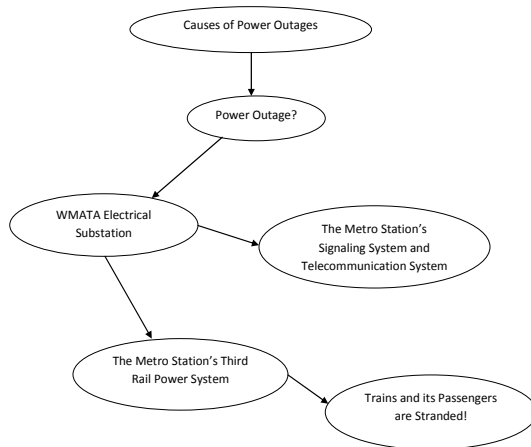 Causes of Power Outages
Power Outage?
WMATA Electrical
Substation
The Metro Station's
Signaling System and
Telecommunication System
The Metro Station's Third
Rail Power System
Trains and its Passengers
are Stranded!